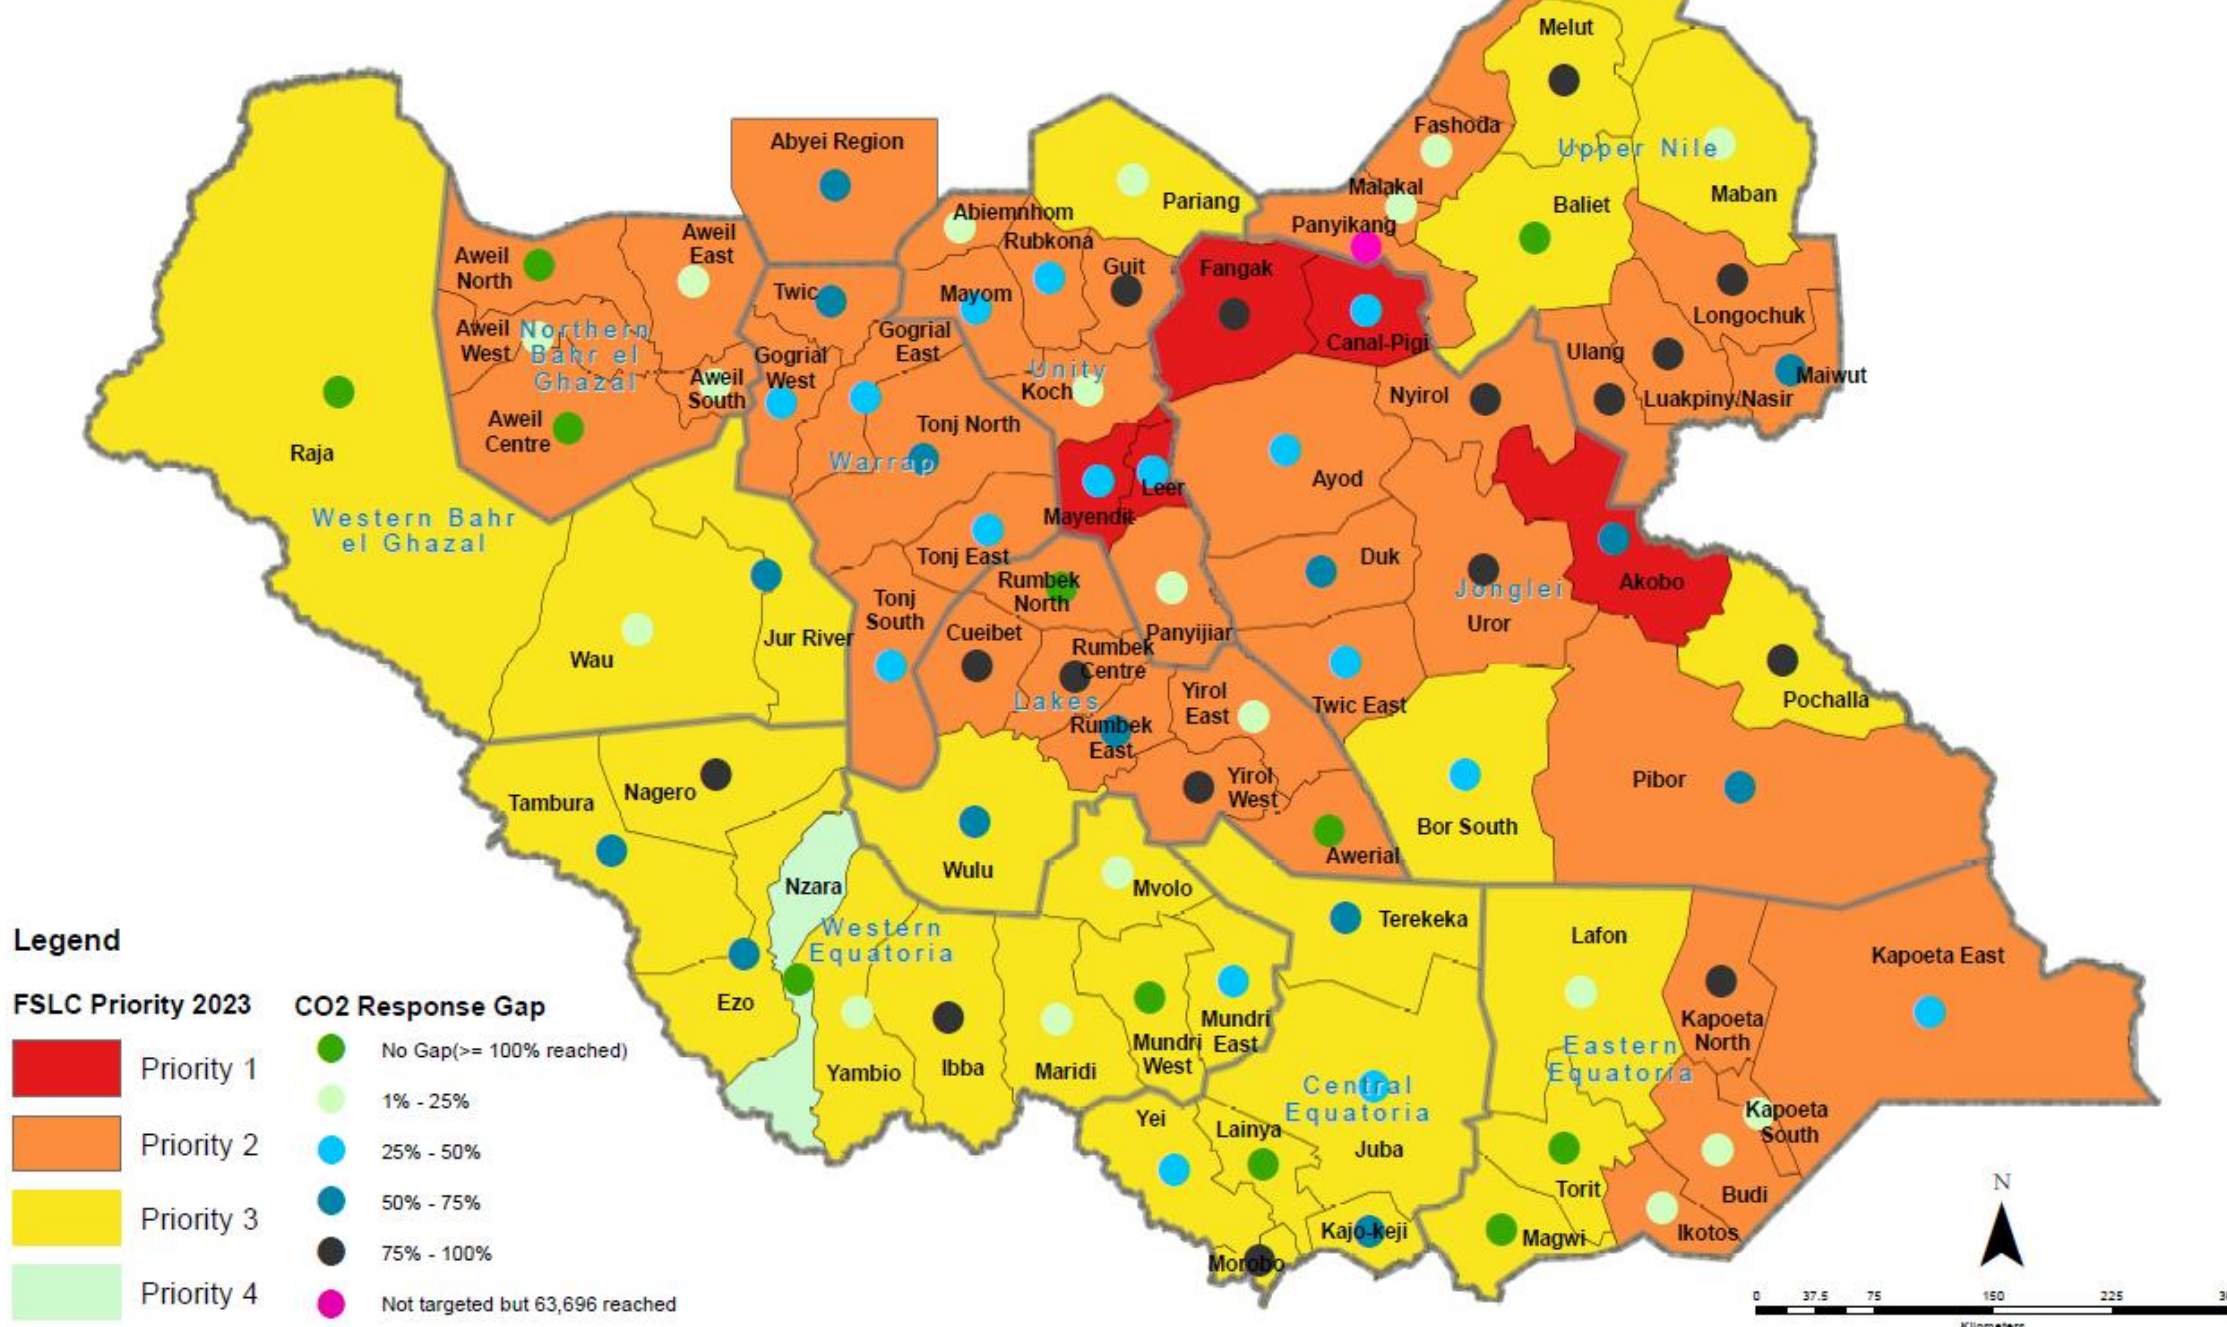 Melut
Abyei Region
Fashoda
Upper Nile
Malakal
Maban
Pariang
Baliet
Abiemnhom
Panyikang
Rubkona
Aweil
East
Aweil
North
Guit
Fangak
Twic
Mayom
Longochuk
Aweil
West
Northern
Bahr el
Ghazal
Gogrial
East
Gogrial
West
Canal-Pigi
Ulang
Unity
Koch
Maiwut
Aweil
South
Nyirol
Luakpiny/Nasir
Aweil
Centre
Tonj North
Raja
Warrap
Ayod
Leer
Mayendit
Western Bahr
el Ghazal
Tonj East
Duk
Rumbek
North
Akobo
Jonglei
Tonj
South
Uror
Cueibet
Panyijiar
Jur River
Rumbek
Centre
Wau
Yirol
East
Lakes
Twic East
Pochalla
Rumbek
East
Pibor
Yirol
West
Nagero
Tambura
Bor South
Awerial
Wulu
Nzara
Mvolo
Terekeka
Western
Equatoria
Lafon
Kapoeta East
Ezo
Mundri
East
Kapoeta
North
Mundri
West
Eastern
Equatoria
Ibba
Maridi
Yambio
Central
Equatoria
Yei
Lainya
Kapoeta
South
Juba
Torit
Budi
Kajo-keji
Magwi
Ikotos
Morobo
Legend
FSLC Priority 2023
Priority 1
Priority 2
Priority 3
Priority 4
CO2 Response Gap
No Gap(>= 100% reached)
1% - 25%
25% - 50%
50% - 75%
75% - 100%
Not targeted but 63,696 reached
N
0 37.5 75 150 225
Kilometers